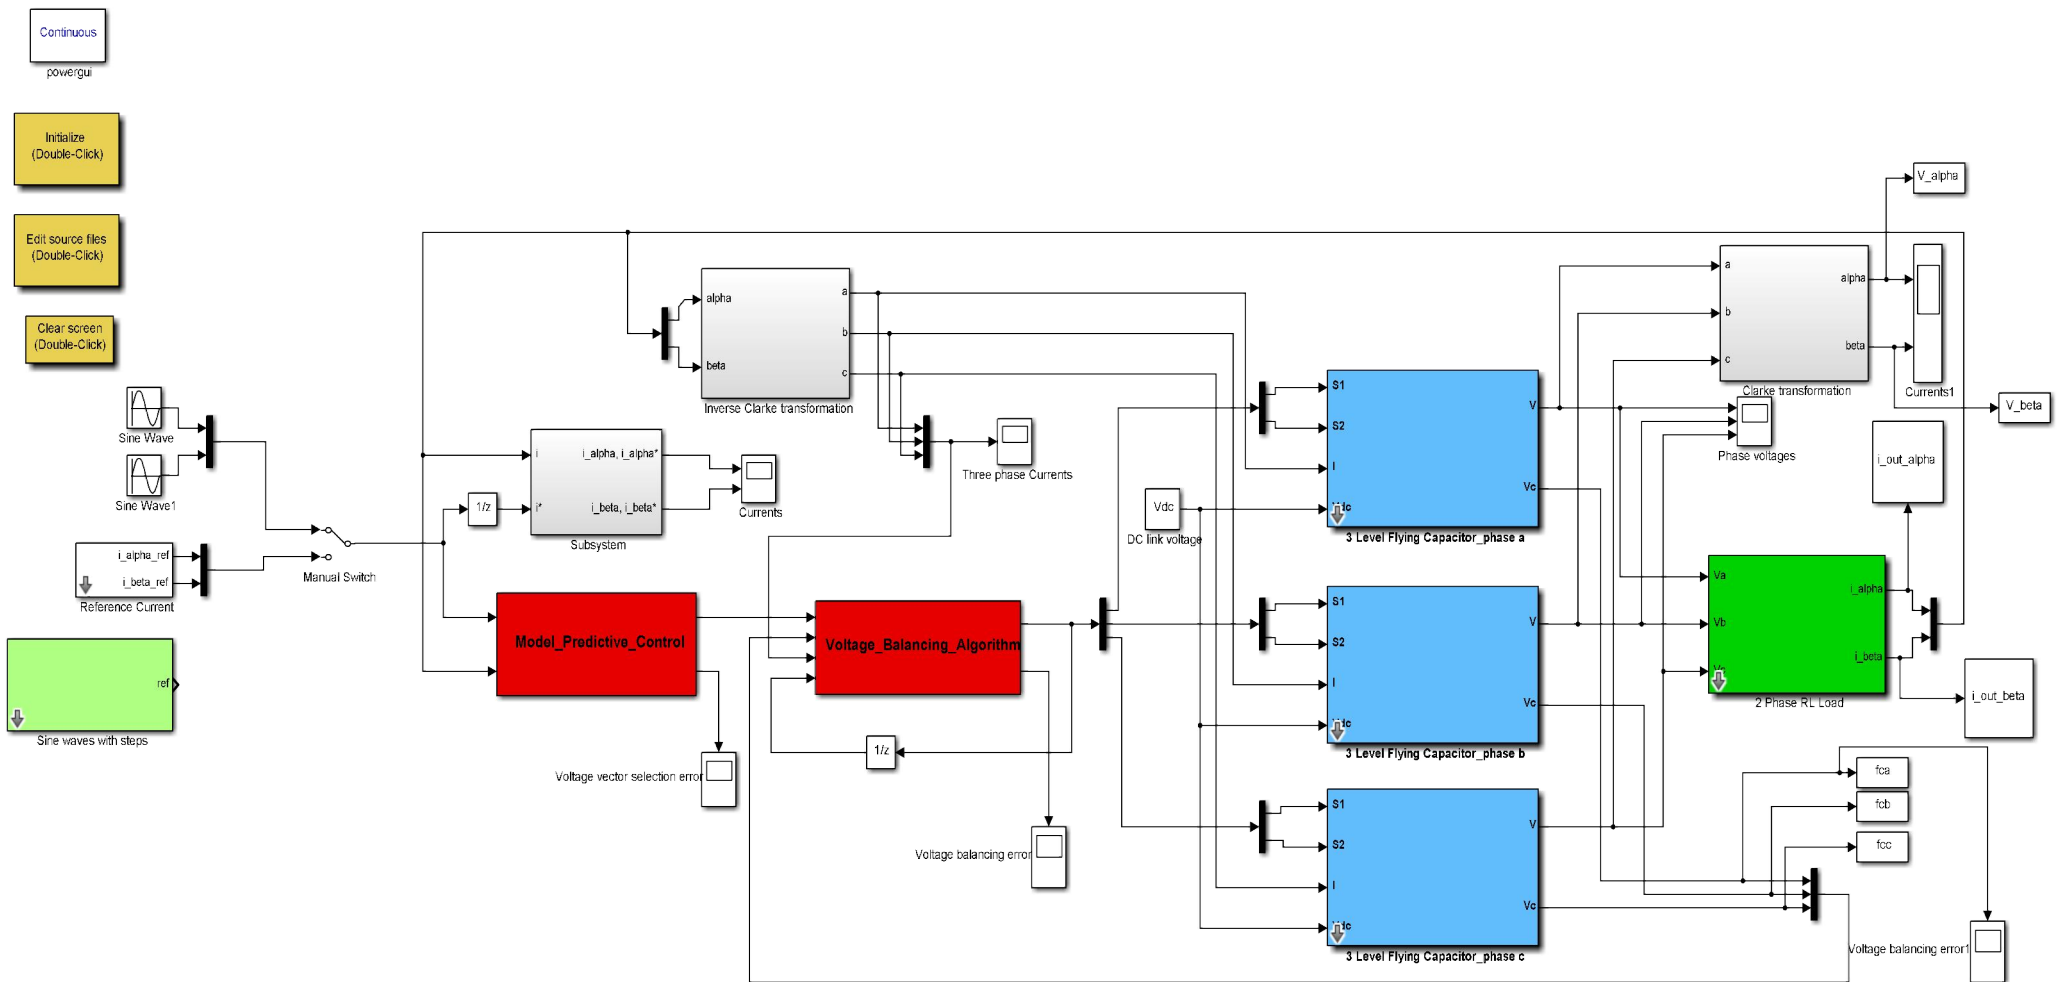 Continuous
powergui
Initialize
(Double-Click)
Edit source files
(Double-Click)
Clear screen
(Double-Click)
Sine Wave
Sine Wave1
i_alpha_ref
i_beta_ref
Reference Current
Manual Switch
ref
Sine waves with steps
alpha
beta
a
b
c
Inverse Clarke transformation
i
i*
i_alpha, i_alpha*
i_beta, i_beta*
Subsystem
1/z
Currents
Three phase Currents
Model_Predictive_Control
Voltage vector selection error
Voltage_Balancing_Algorithm
1/z
Voltage balancing error
Vdc
DC link voltage
S1
S2
I
Vdc
V
Vc
3 Level Flying Capacitor_phase a
S1
S2
I
Vdc
V
Vc
3 Level Flying Capacitor_phase b
S1
S2
I
Vdc
V
Vc
3 Level Flying Capacitor_phase c
a
b
c
alpha
beta
Clarke transformation
V_alpha
Currents1
V_beta
Phase voltages
i_out_alpha
Va
Vb
Vc
i_alpha
i_beta
2 Phase RL Load
i_out_beta
fca
fcb
fcc
Voltage balancing error1